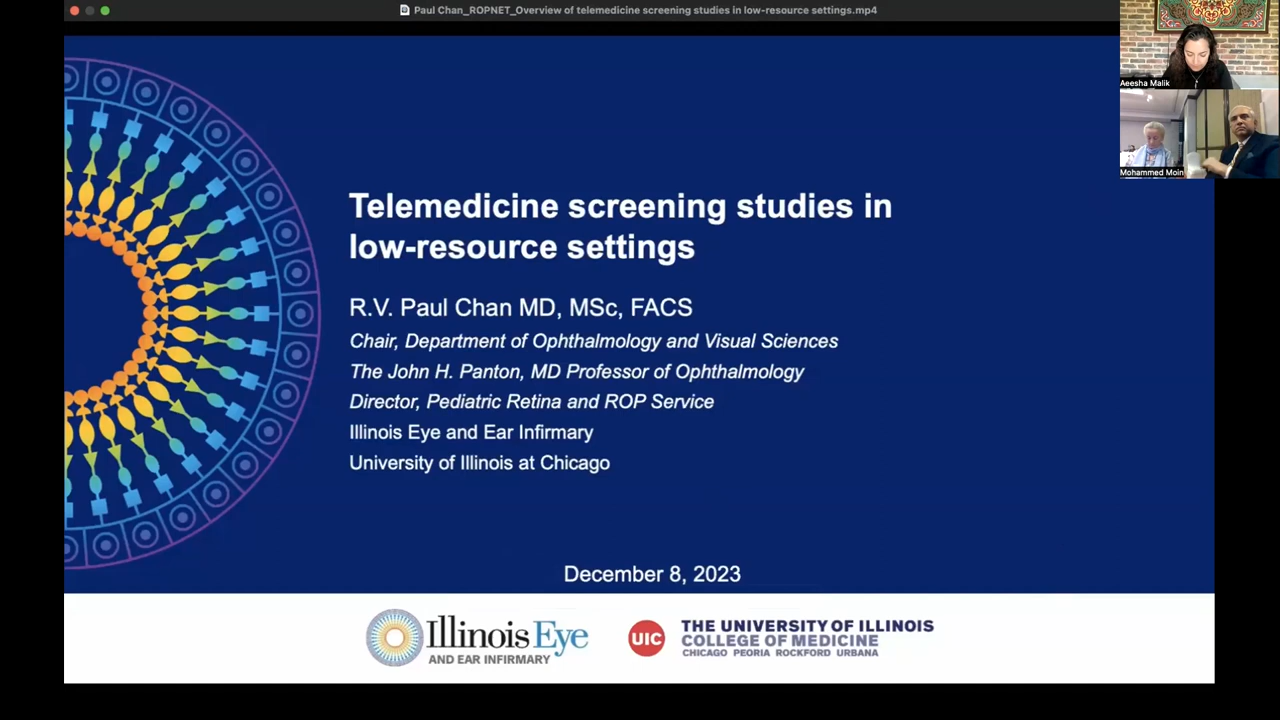 Paul Chan_ROPNET_Overview of telemedicine screening studies in low-resource settings.mp4
Aeesha Malik
Mohammed Moin
Telemedicine screening studies in
low-resource settings
R.V. Paul Chan MD, MSc, FACS
Chair, Department of Ophthalmology and Visual Sciences
The John H. Panton, MD Professor of Ophthalmology
Director, Pediatric Retina and ROP Service
Illinois Eye and Ear Infirmary
University of Illinois at Chicago
December 8, 2023
Illinois Eye
AND EAR INFIRMARY
UIC
THE UNIVERSITY OF ILLINOIS
COLLEGE OF MEDICINE
CHICAGO PEORIA ROCKFORD URBANA